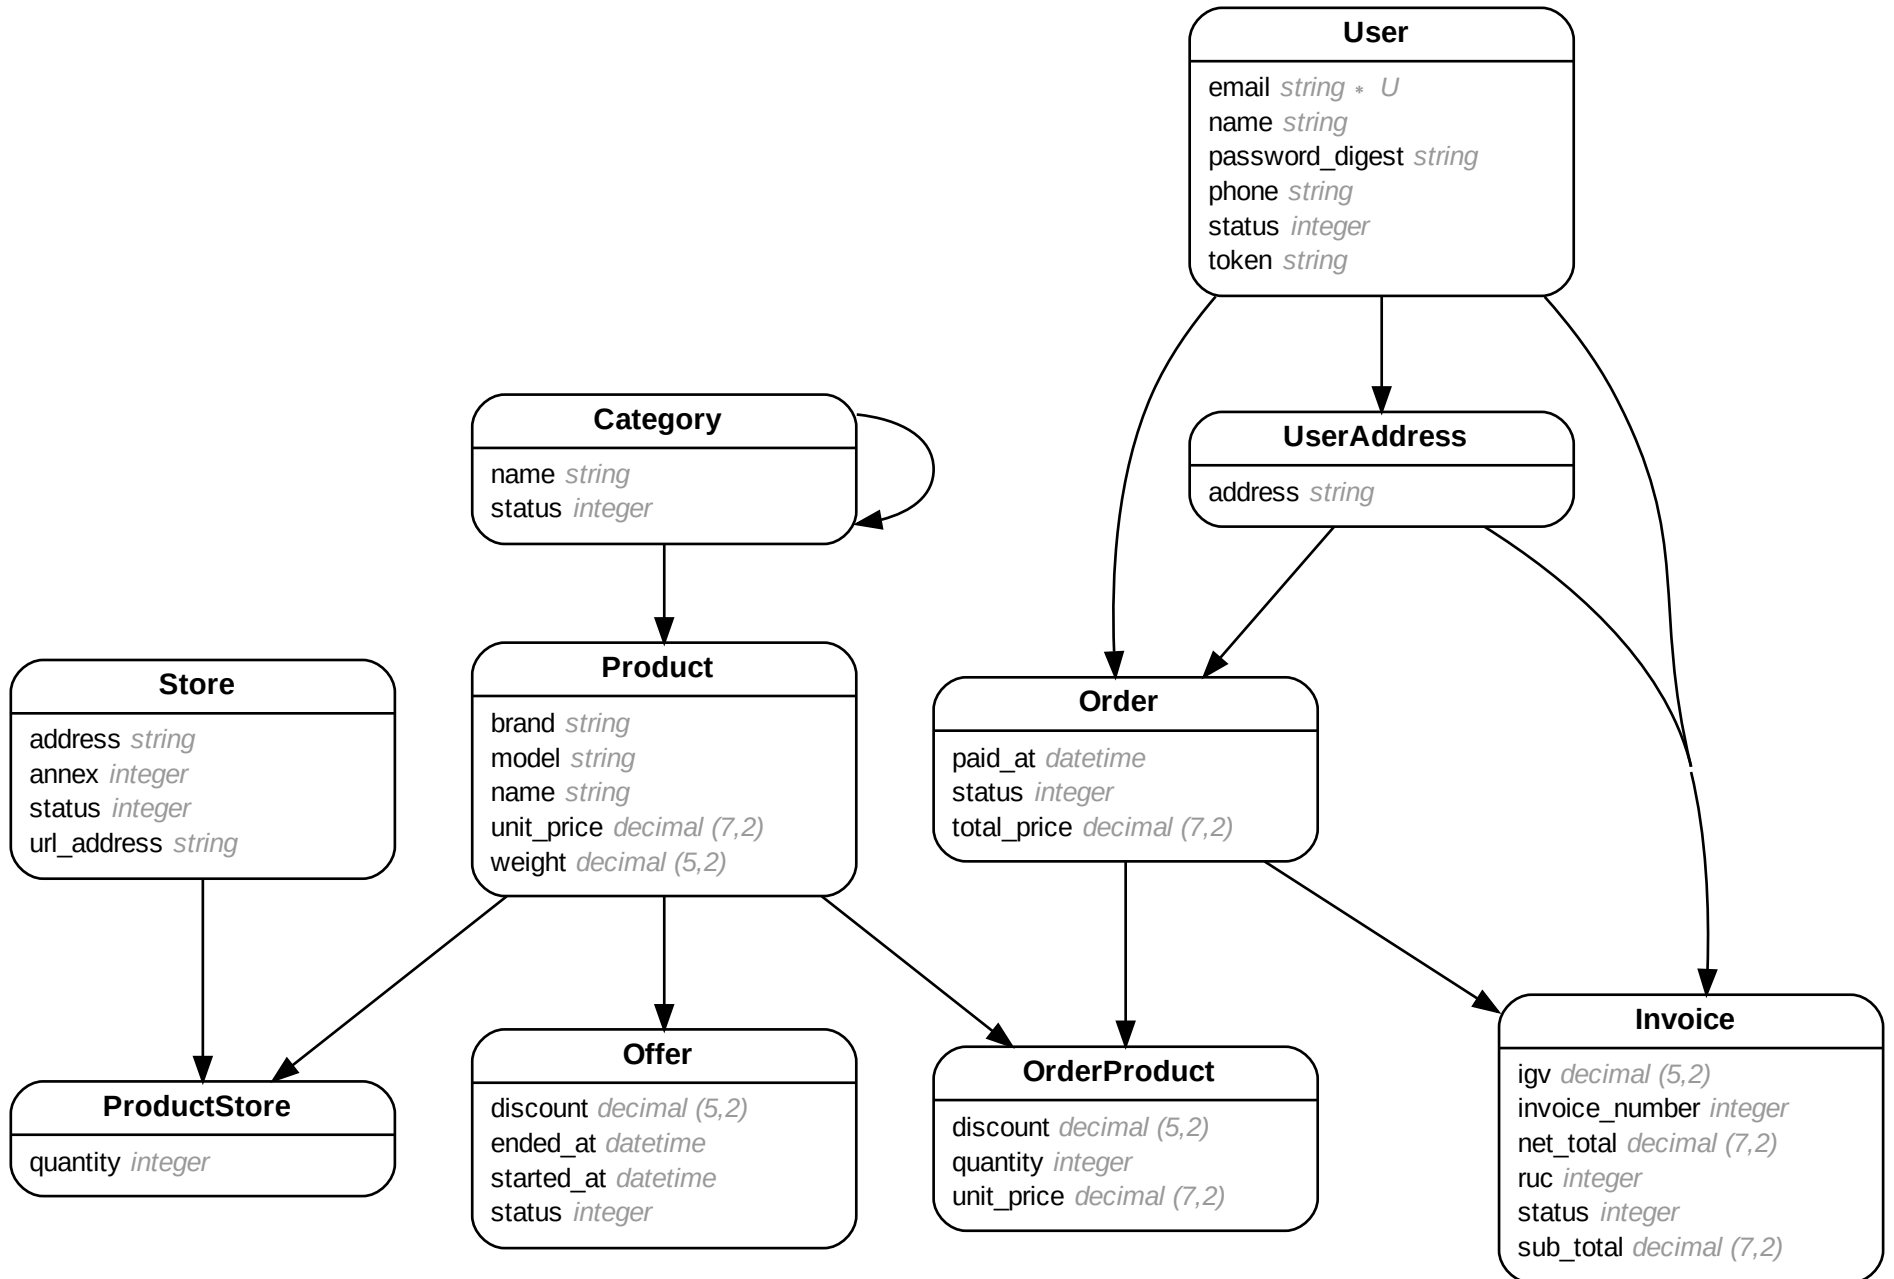 User
email string * U
name string
password_digest string
phone string
status integer
token string
Category
name string
status integer
UserAddress
address string
Store
address string
annex integer
status integer
url_address string
Product
brand string
model string
name string
unit_price decimal (7,2)
weight decimal (5,2)
Order
paid_at datetime
status integer
total_price decimal (7,2)
ProductStore
quantity integer
Offer
discount decimal (5,2)
ended_at datetime
started_at datetime
status integer
OrderProduct
discount decimal (5,2)
quantity integer
unit_price decimal (7,2)
Invoice
igv decimal (5,2)
invoice_number integer
net_total decimal (7,2)
ruc integer
status integer
sub_total decimal (7,2)